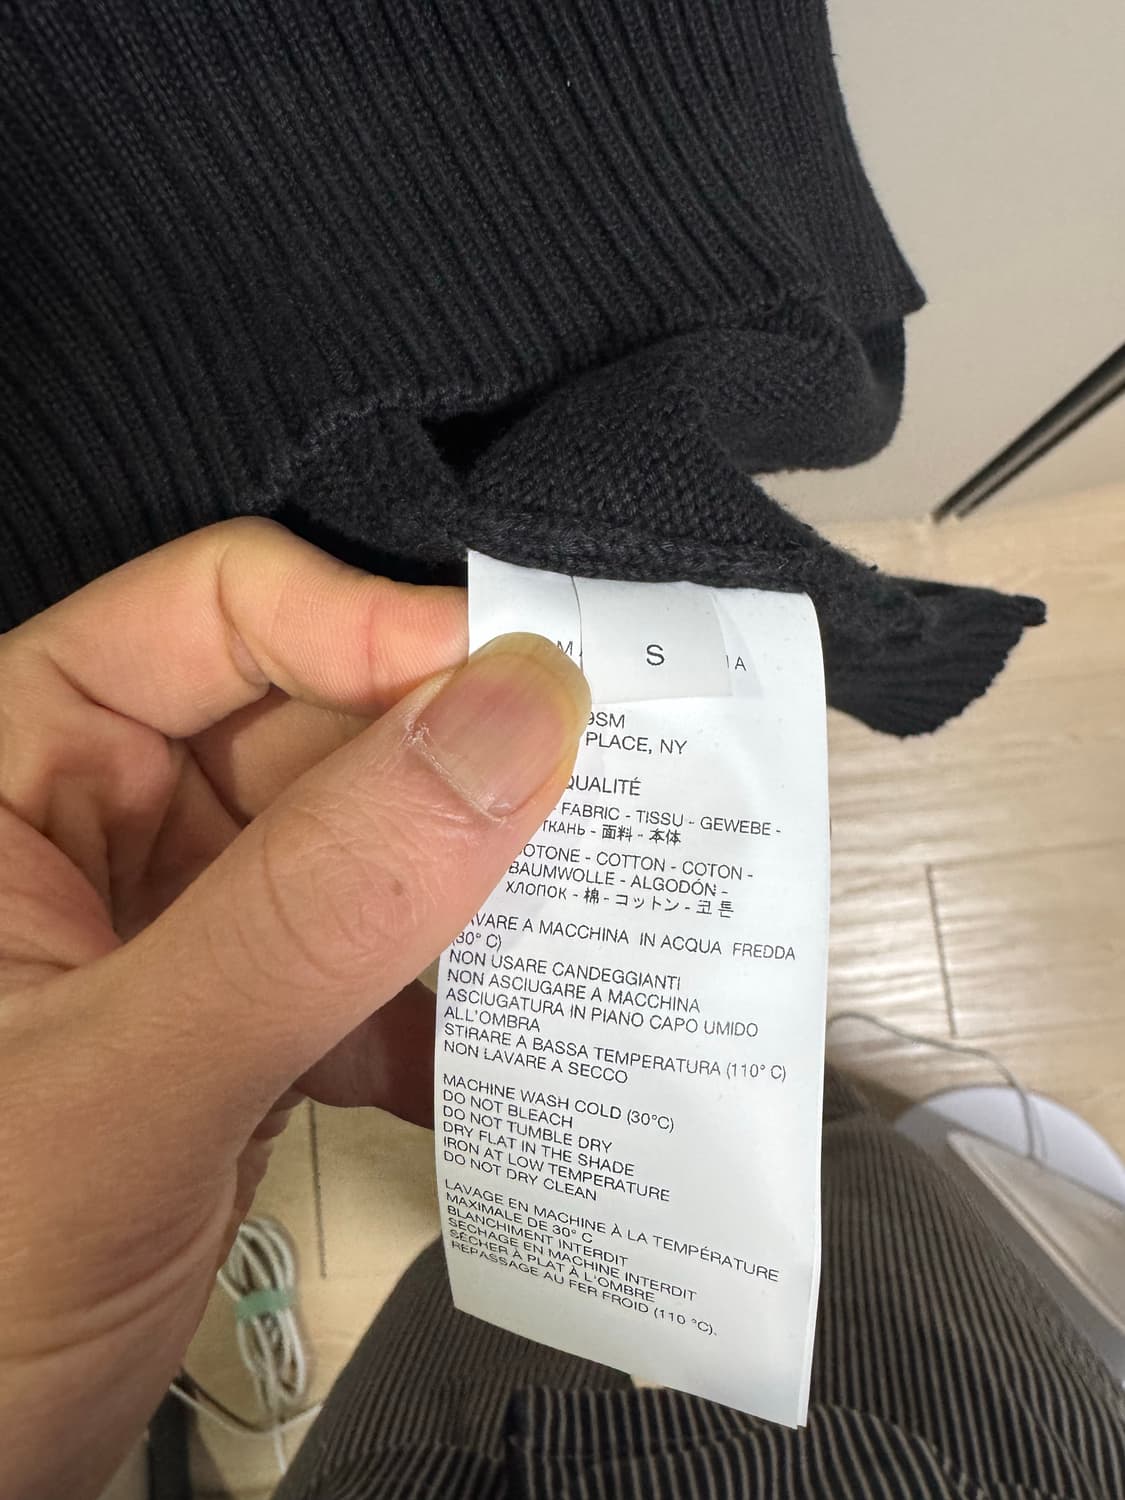 S
PLACE, NY
QUALITÉ
- FABRIC - TISSU - GEWEBE -
ТКАНЬ - 面料 - 本体
COTONE - COTTON - COTON -
BAUMWOLLE - ALGODÓN -
ХЛОПОК - 棉 - コットン - 코튼
LAVARE A MACCHINA IN ACQUA FREDDA
(30° C)
NON USARE CANDEGGIANTI
NON ASCIUGARE A MACCHINA
ASCIUGATURA IN PIANO CAPO UMIDO
ALL'OMBRA
STIRARE A BASSA TEMPERATURA (110° C)
NON LAVARE A SECCO
MACHINE WASH COLD (30°C)
DO NOT BLEACH
DO NOT TUMBLE DRY
DRY FLAT IN THE SHADE
IRON AT LOW TEMPERATURE
DO NOT DRY CLEAN
LAVAGE EN MACHINE À LA TEMPÉRATURE
MAXIMALE DE 30° C
BLANCHIMENT INTERDIT
SÉCHAGE EN MACHINE INTERDIT
SÉCHER À PLAT À L'OMBRE
REPASSAGE AU FER FROID (110 °C).